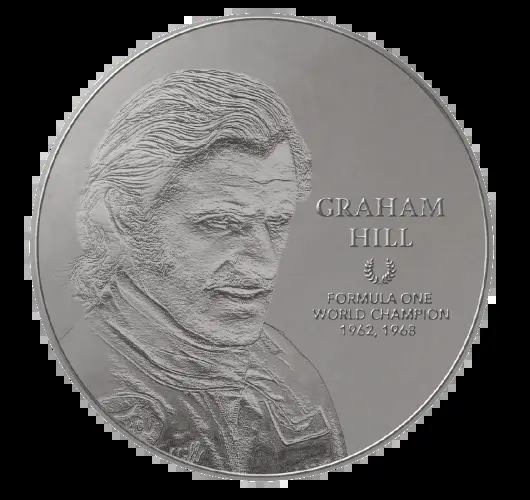 GRAHAM
HILL
FORMULA ONE
WORLD CHAMPION
1962, 1968